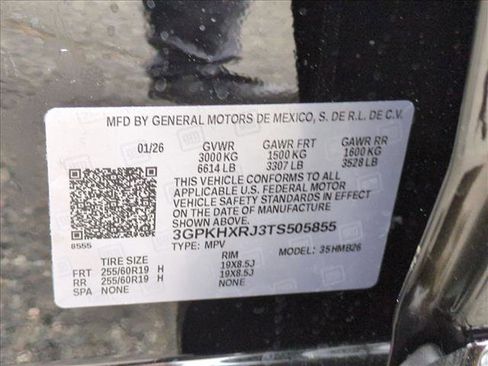 MFD BY GENERAL MOTORS DE MEXICO, S. DE R.L. DE C.V.
01/26 GVWR GAWR FRT GAWR RR
3000 KG 1500 KG 1600 KG
6614 LB 3307 LB 3528 LB
THIS VEHICLE CONFORMS TO ALL
APPLICABLE U.S. FEDERAL MOTOR
VEHICLE SAFETY STANDARDS IN EFFECT
ON THE DATE OF MANUFACTURE
SHOWN ABOVE.
8555 3GPKHXRJ3TS505855
TYPE: MPV MODEL: 35HMB26
TIRE SIZE RIM
FRT 255/60R19 H 19X8.5J
RR 255/60R19 H 19X8.5J
SPA NONE NONE